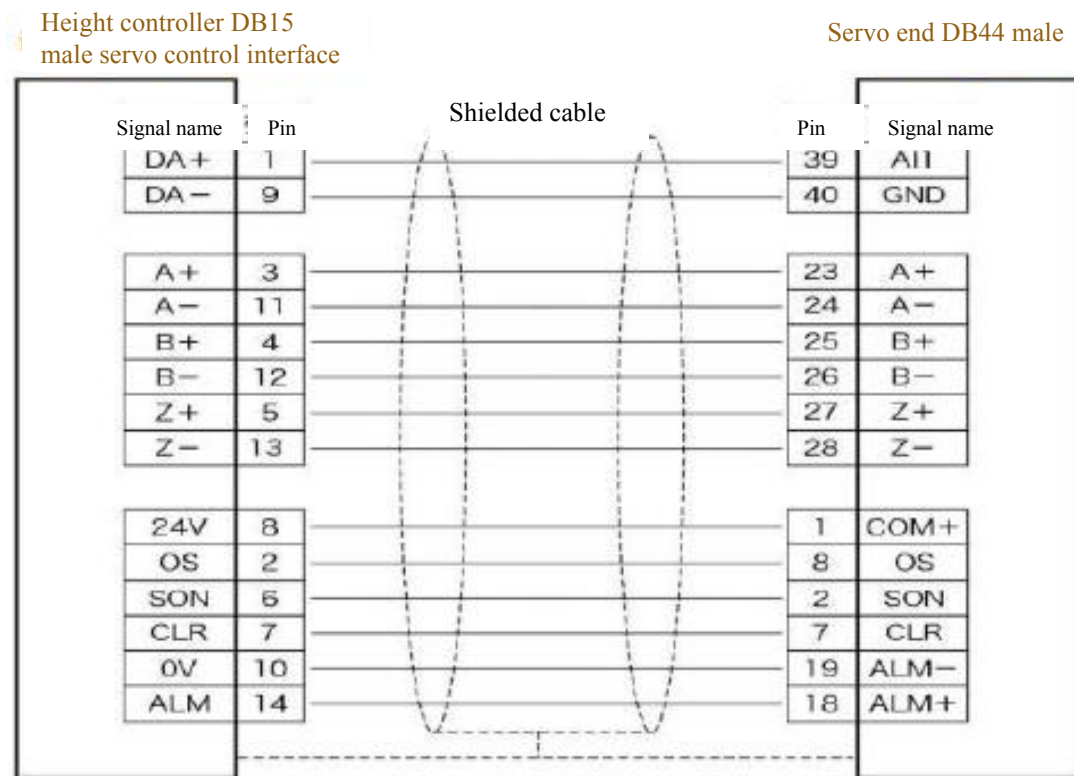 Height controller DB15
male servo control interface
Servo end DB44 male
Shielded cable
Signal name Pin Pin Signal name
DA+ 1 39 AI1
DA- 9 40 GND
A+ 3 23 A+
A- 11 24 A-
B+ 4 25 B+
B- 12 26 B-
Z+ 5 27 Z+
Z- 13 28 Z-
24V 8 1 COM+
OS 2 8 OS
SON 6 2 SON
CLR 7 7 CLR
0V 10 19 ALM-
ALM 14 18 ALM+